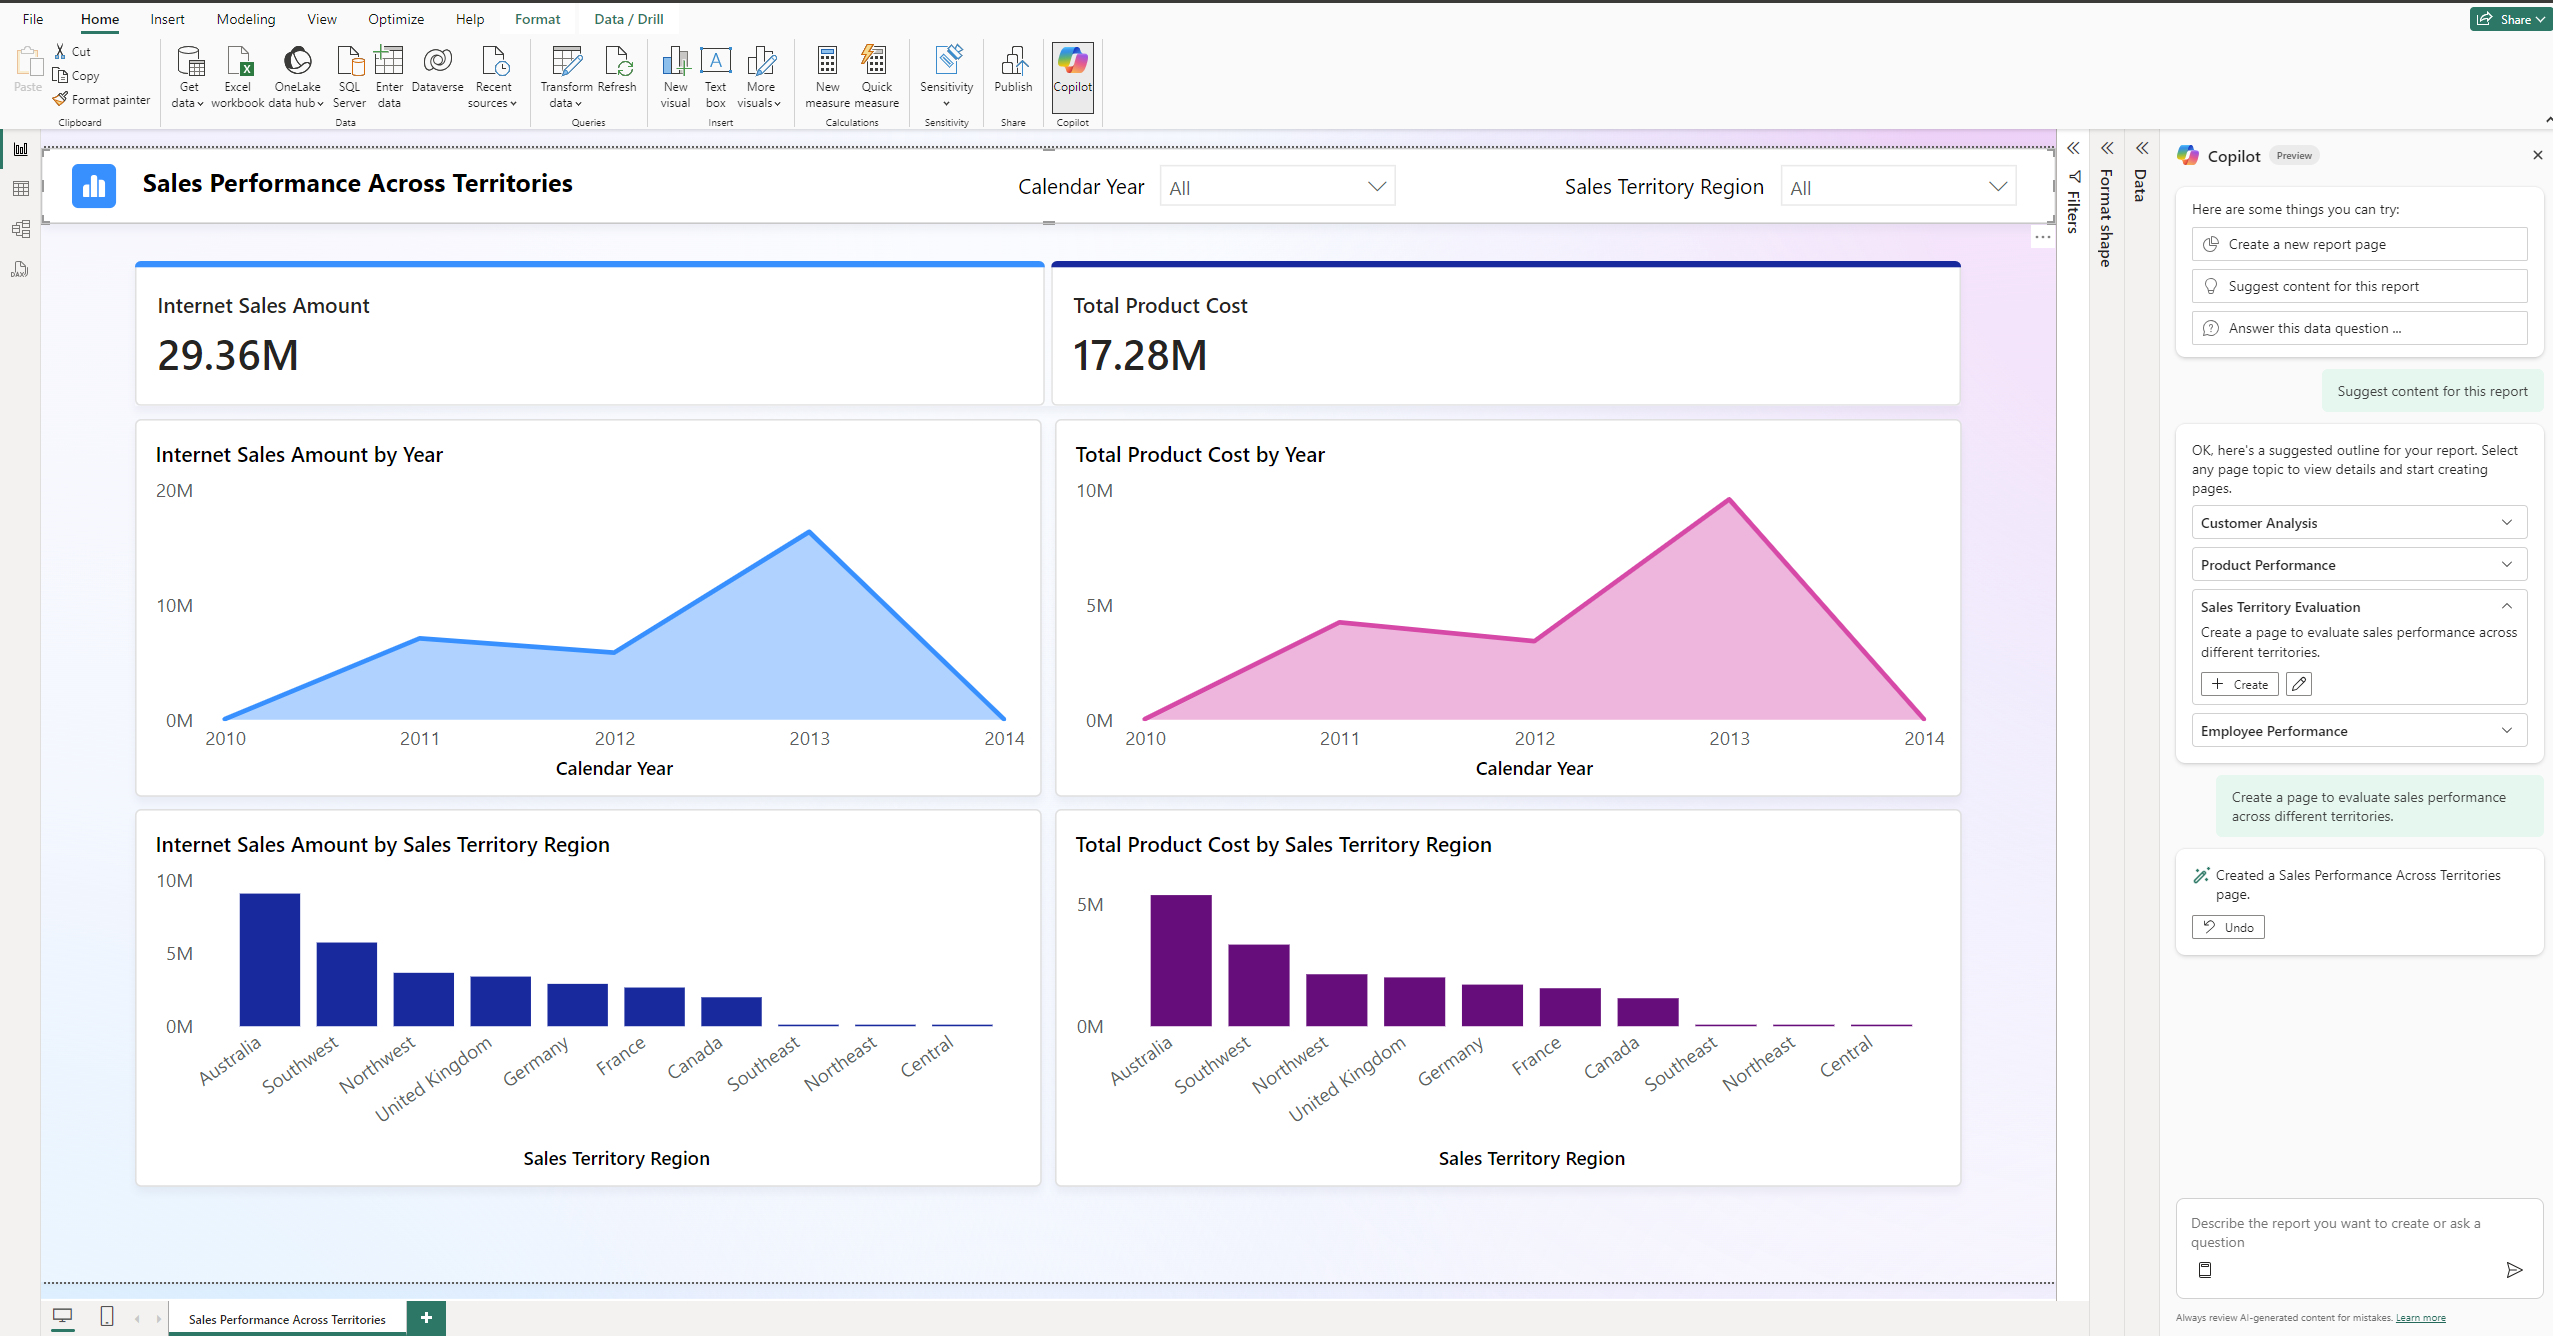 File Home Insert Modeling View Optimize Help Format Data / Drill
Share
Paste
Cut
Copy
Format painter
Clipboard
Get data
Excel workbook
OneLake data hub
SQL Server
Enter data
Dataverse
Recent sources
Data
Transform data
Refresh
Queries
New visual
Text box
More visuals
Insert
New measure
Quick measure
Calculations
Sensitivity
Sensitivity
Publish
Share
Copilot
Copilot
DAX
Sales Performance Across Territories
Calendar Year
All
Sales Territory Region
All
Internet Sales Amount
29.36M
Total Product Cost
17.28M
Internet Sales Amount by Year
20M
10M
0M
2010 2011 2012 2013 2014
Calendar Year
Total Product Cost by Year
10M
5M
0M
2010 2011 2012 2013 2014
Calendar Year
Internet Sales Amount by Sales Territory Region
10M
5M
0M
Australia Southwest Northwest United Kingdom Germany France Canada Southeast Northeast Central
Sales Territory Region
Total Product Cost by Sales Territory Region
5M
0M
Australia Southwest Northwest United Kingdom Germany France Canada Southeast Northeast Central
Sales Territory Region
Sales Performance Across Territories
Filters
Format shape
Data
Copilot Preview
Here are some things you can try:
Create a new report page
Suggest content for this report
Answer this data question ...
Suggest content for this report
OK, here's a suggested outline for your report. Select
any page topic to view details and start creating
pages.
Customer Analysis
Product Performance
Sales Territory Evaluation
Create a page to evaluate sales performance across
different territories.
Create
Employee Performance
Create a page to evaluate sales performance
across different territories.
Created a Sales Performance Across Territories
page.
Undo
Describe the report you want to create or ask a
question
Always review AI-generated content for mistakes. Learn more